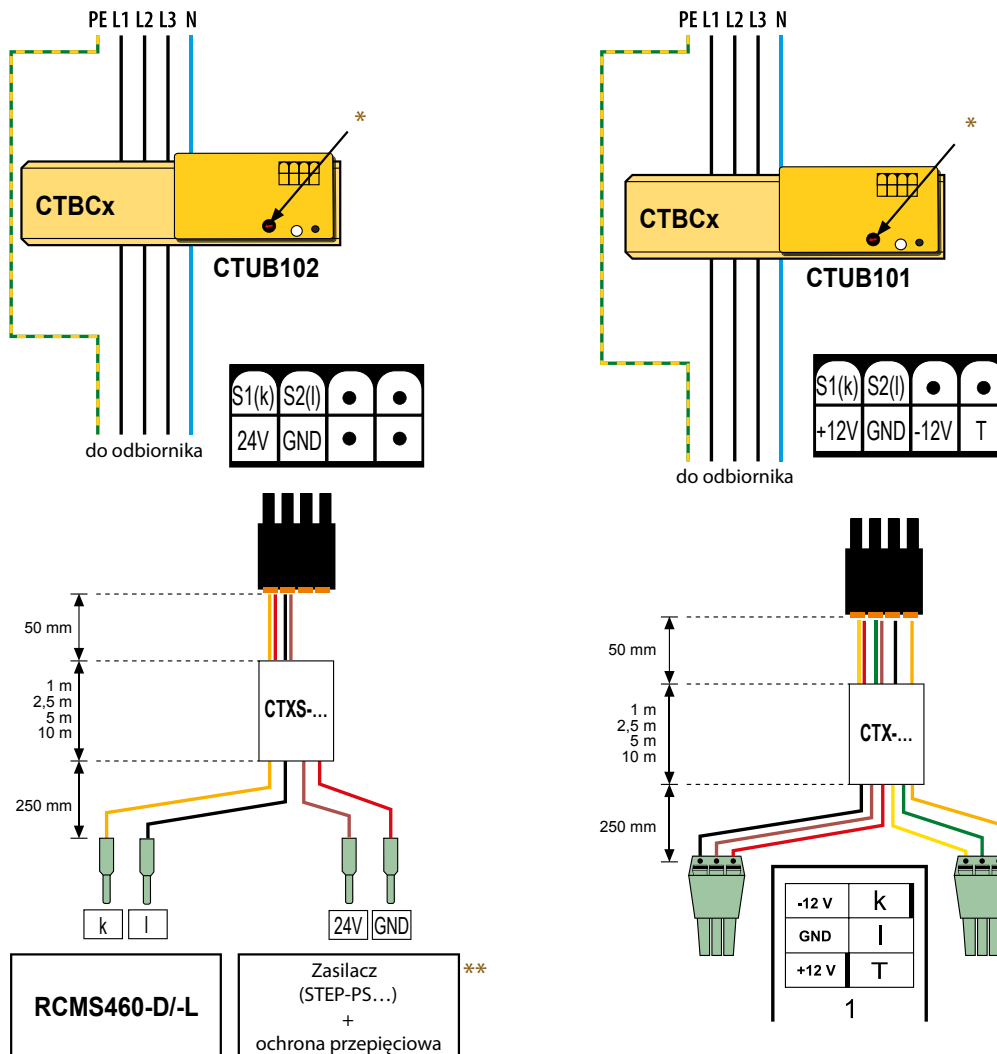 PE L1 L2 L3 N
*
CTBCx
CTUB102
S1(k) S2(l)
24V GND
do odbiornika
50 mm
1 m
2,5 m
5 m
10 m
CTXS-...
250 mm
k l
24V GND
RCMS460-D/-L
Zasilacz
(STEP-PS…)
+
ochrona przepięciowa
**
PE L1 L2 L3 N
*
CTBCx
CTUB101
S1(k) S2(l)
+12V GND -12V T
do odbiornika
50 mm
1 m
2,5 m
5 m
10 m
CTX-...
250 mm
-12 V k
GND l
+12 V T
1